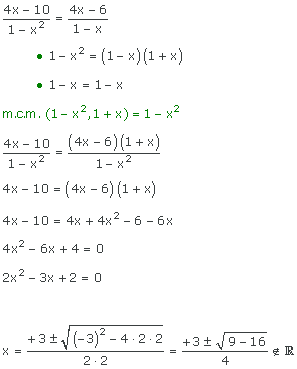 (4x - 10)/(1 - x²) = (4x - 6)/(1 - x)
• 1 - x² = (1 - x)(1 + x)
• 1 - x = 1 - x
m.c.m. (1 - x², 1 + x) = 1 - x²
(4x - 10)/(1 - x²) = ((4x - 6)(1 + x))/(1 - x²)
4x - 10 = (4x - 6)(1 + x)
4x - 10 = 4x + 4x² - 6 - 6x
4x² - 6x + 4 = 0
2x² - 3x + 2 = 0
x = (+3 ± √((-3)² - 4 · 2 · 2))/(2 · 2) = (+3 ± √(9 - 16))/4 ∉ ℝ